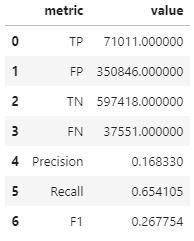 metric value
0 TP 71011.000000
1 FP 350846.000000
2 TN 597418.000000
3 FN 37551.000000
4 Precision 0.168330
5 Recall 0.654105
6 F1 0.267754